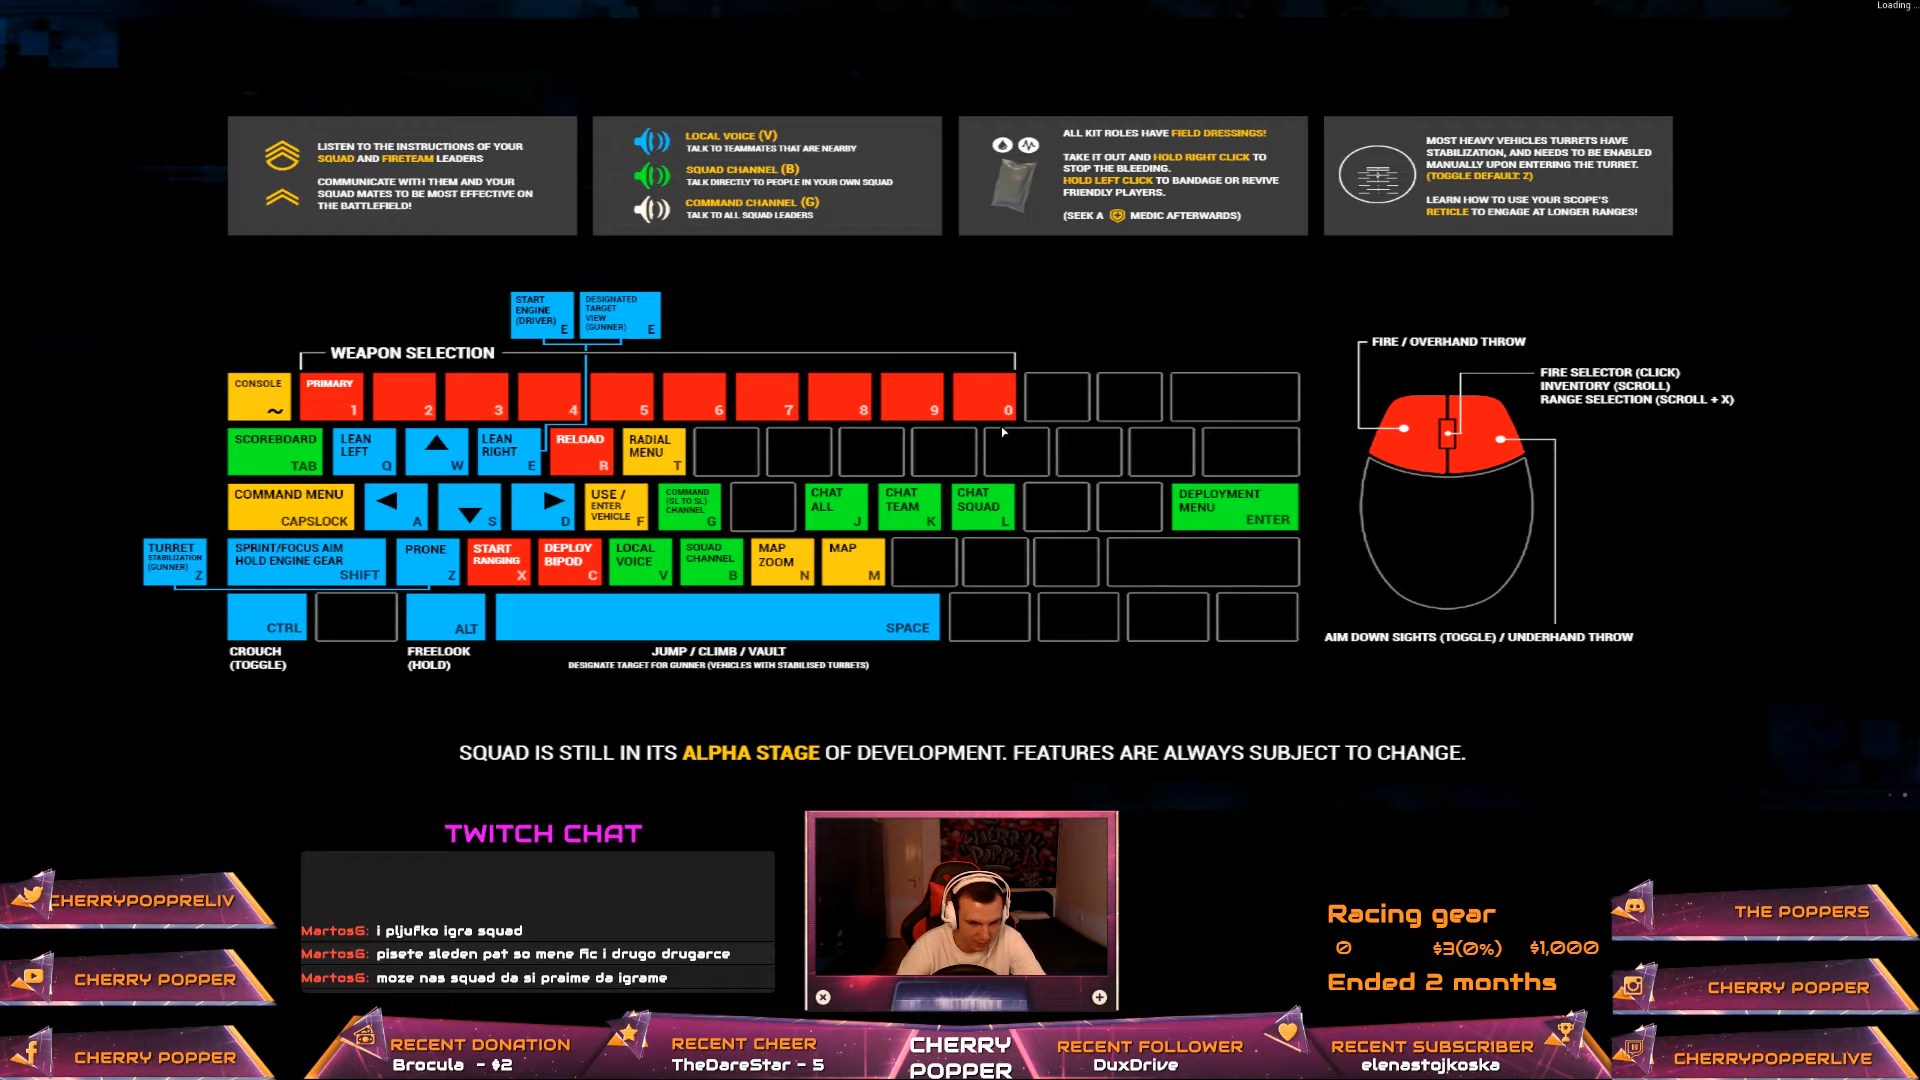 Loading ...
LISTEN TO THE INSTRUCTIONS OF YOUR
SQUAD AND FIRETEAM LEADERS
COMMUNICATE WITH THEM AND YOUR
SQUAD MATES TO BE MOST EFFECTIVE ON
THE BATTLEFIELD!
LOCAL VOICE (V)
TALK TO TEAMMATES THAT ARE NEARBY
SQUAD CHANNEL (B)
TALK DIRECTLY TO PEOPLE IN YOUR OWN SQUAD
COMMAND CHANNEL (G)
TALK TO ALL SQUAD LEADERS
ALL KIT ROLES HAVE FIELD DRESSINGS!
TAKE IT OUT AND HOLD RIGHT CLICK TO
STOP THE BLEEDING.
HOLD LEFT CLICK TO BANDAGE OR REVIVE
FRIENDLY PLAYERS.
(SEEK A MEDIC AFTERWARDS)
MOST HEAVY VEHICLES TURRETS HAVE
STABILIZATION, AND NEEDS TO BE ENABLED
MANUALLY UPON ENTERING THE TURRET.
(TOGGLE DEFAULT: Z)
LEARN HOW TO USE YOUR SCOPE'S
RETICLE TO ENGAGE AT LONGER RANGES!
START
ENGINE
(DRIVER) E
DESIGNATED
TARGET
VIEW
(GUNNER) E
WEAPON SELECTION
CONSOLE ~
PRIMARY 1
2
3
4
5
6
7
8
9
0
SCOREBOARD
TAB
LEAN
LEFT
Q
W
LEAN
RIGHT
E
RELOAD
R
RADIAL
MENU
T
COMMAND MENU
CAPSLOCK
A
S
D
USE /
ENTER
VEHICLE F
COMMAND
(SL TO SL)
CHANNEL
G
CHAT
ALL
J
CHAT
TEAM
K
CHAT
SQUAD
L
DEPLOYMENT
MENU
ENTER
TURRET
STABILIZATION
(GUNNER) Z
SPRINT/FOCUS AIM
HOLD ENGINE GEAR
SHIFT
PRONE
Z
START
RANGING
X
DEPLOY
BIPOD
C
LOCAL
VOICE
V
SQUAD
CHANNEL
B
MAP
ZOOM
N
MAP
M
CTRL
ALT
SPACE
CROUCH
(TOGGLE)
FREELOOK
(HOLD)
JUMP / CLIMB / VAULT
DESIGNATE TARGET FOR GUNNER (VEHICLES WITH STABILISED TURRETS)
FIRE / OVERHAND THROW
FIRE SELECTOR (CLICK)
INVENTORY (SCROLL)
RANGE SELECTION (SCROLL + X)
AIM DOWN SIGHTS (TOGGLE) / UNDERHAND THROW
SQUAD IS STILL IN ITS ALPHA STAGE OF DEVELOPMENT. FEATURES ARE ALWAYS SUBJECT TO CHANGE.
TWITCH CHAT
MartosG: i pljufko igra squad
MartosG: pisete sleden pat so mene fic i drugo drugarce
MartosG: moze nas squad da si praime da igrame
CHERRYPOPPRELIV
CHERRY POPPER
CHERRY POPPER
CHERRY POPPER
Racing gear
0 $3(0%) $1,000
Ended 2 months
THE POPPERS
CHERRY POPPER
CHERRYPOPPERLIVE
RECENT DONATION
Brocula - $2
RECENT CHEER
TheDareStar - 5
CHERRY
POPPER
RECENT FOLLOWER
DuxDrive
RECENT SUBSCRIBER
elenastojkoska